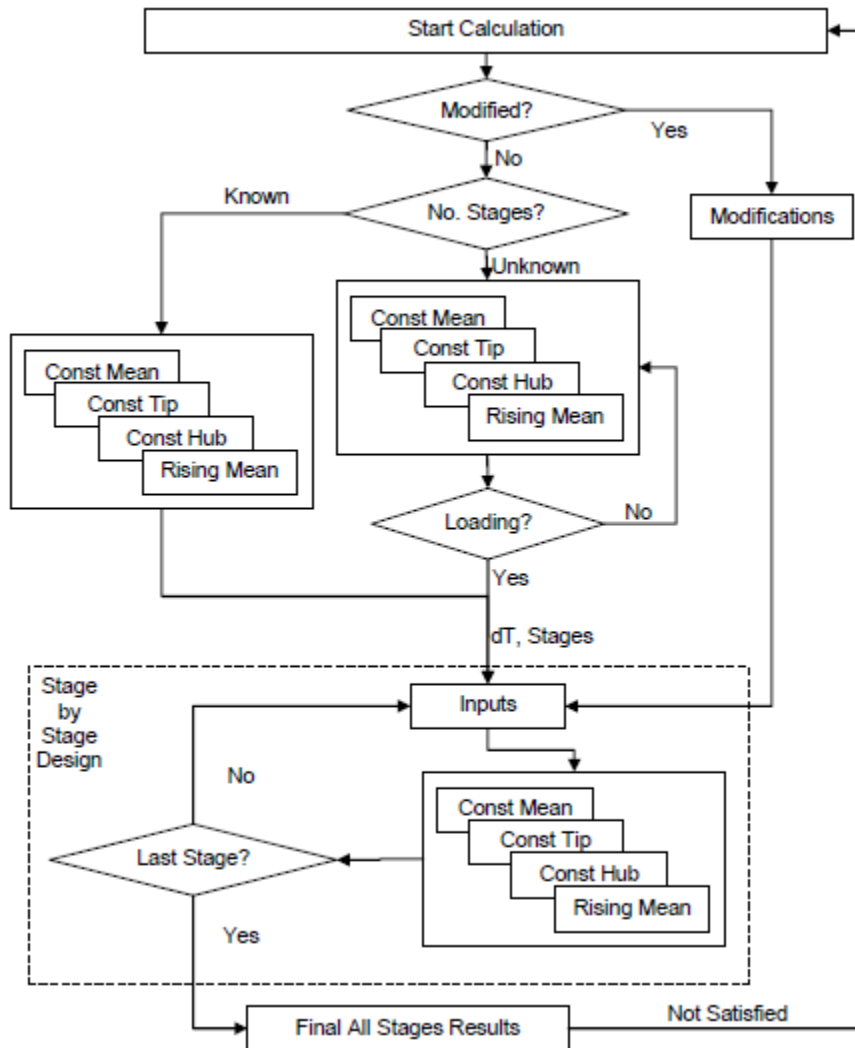 Start Calculation
Modified?
Yes
No
Known
No. Stages?
Modifications
Unknown
Const Mean
Const Tip
Const Hub
Rising Mean
Const Mean
Const Tip
Const Hub
Rising Mean
Loading?
No
Yes
dT, Stages
Stage
by
Stage
Design
Inputs
No
Const Mean
Const Tip
Const Hub
Rising Mean
Last Stage?
Yes
Final All Stages Results
Not Satisfied